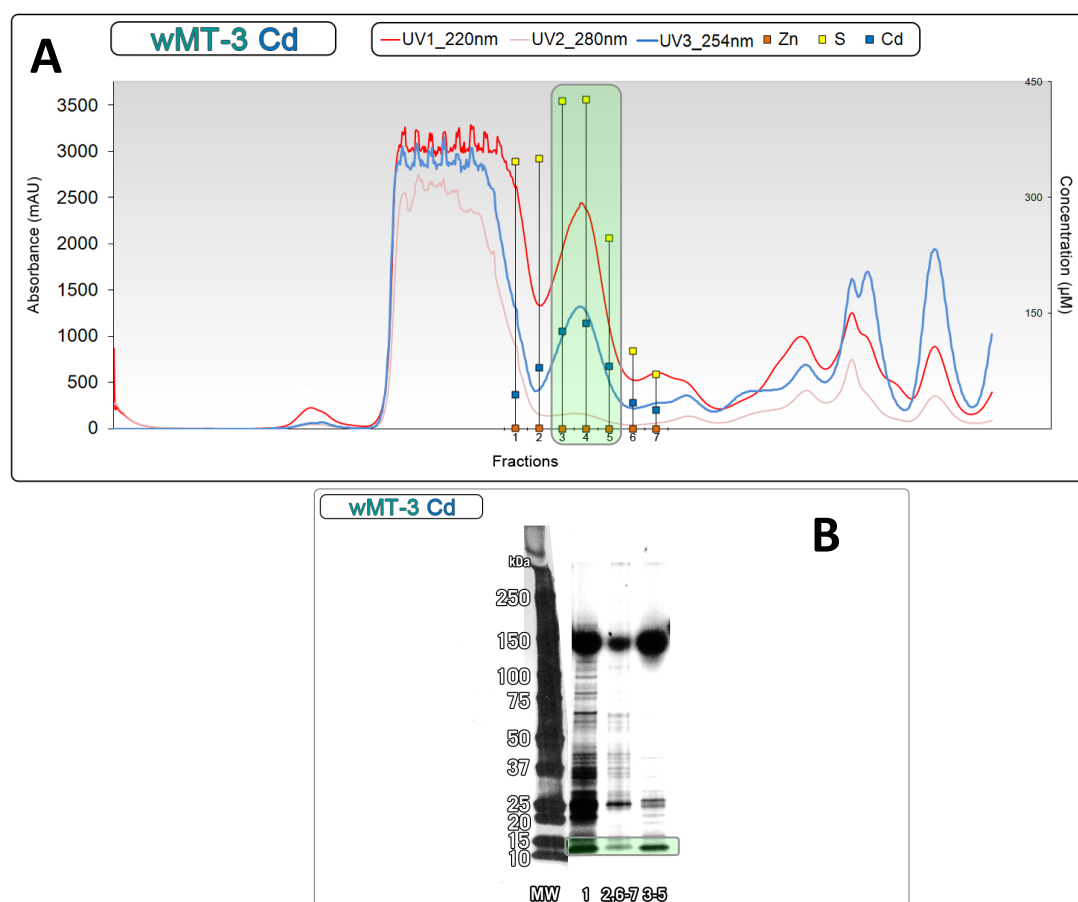 A
wMT-3 Cd
UV1_220nm UV2_280nm UV3_254nm Zn S Cd
Absorbance (mAU)
3500
3000
2500
2000
1500
1000
500
0
450
300
150
Concentration (μM)
1 2 3 4 5 6 7
Fractions
wMT-3 Cd
B
kDa
250
150
100
75
50
37
25
20
15
10
MW 1 2,6-7 3-5